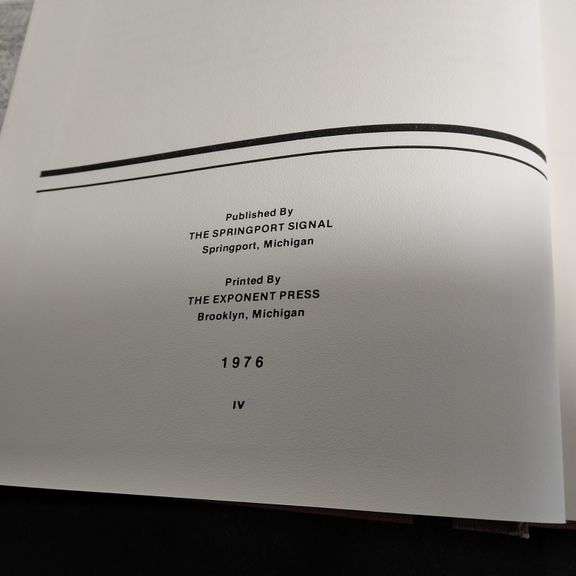 Published By
THE SPRINGPORT SIGNAL
Springport, Michigan
Printed By
THE EXPONENT PRESS
Brooklyn, Michigan
1976
IV